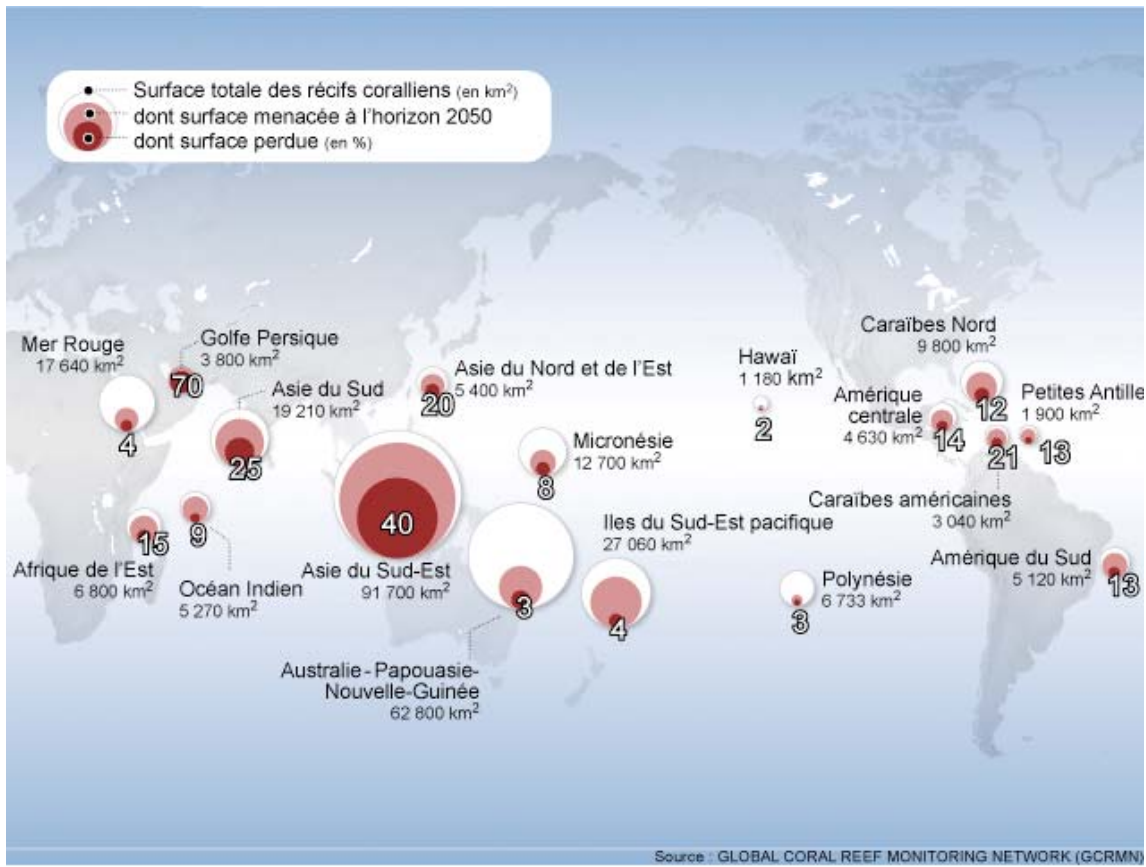 Surface totale des récifs coralliens (en km²)
dont surface menacée à l'horizon 2050
dont surface perdue (en %)
Mer Rouge
17 640 km²
4
Golfe Persique
3 800 km²
70
Asie du Sud
19 210 km²
25
Asie du Nord et de l'Est
5 400 km²
20
Hawaï
1 180 km²
2
Caraïbes Nord
9 800 km²
12
Amérique
centrale
4 630 km²
14
Petites Antille
1 900 km²
13
21
Caraïbes américaines
3 040 km²
Micronésie
12 700 km²
8
15
Afrique de l'Est
6 800 km²
9
Océan Indien
5 270 km²
40
Asie du Sud-Est
91 700 km²
3
Australie - Papouasie-
Nouvelle-Guinée
62 800 km²
Iles du Sud-Est pacifique
27 060 km²
4
Polynésie
6 733 km²
3
Amérique du Sud
5 120 km²
13
Source : GLOBAL CORAL REEF MONITORING NETWORK (GCRMN)